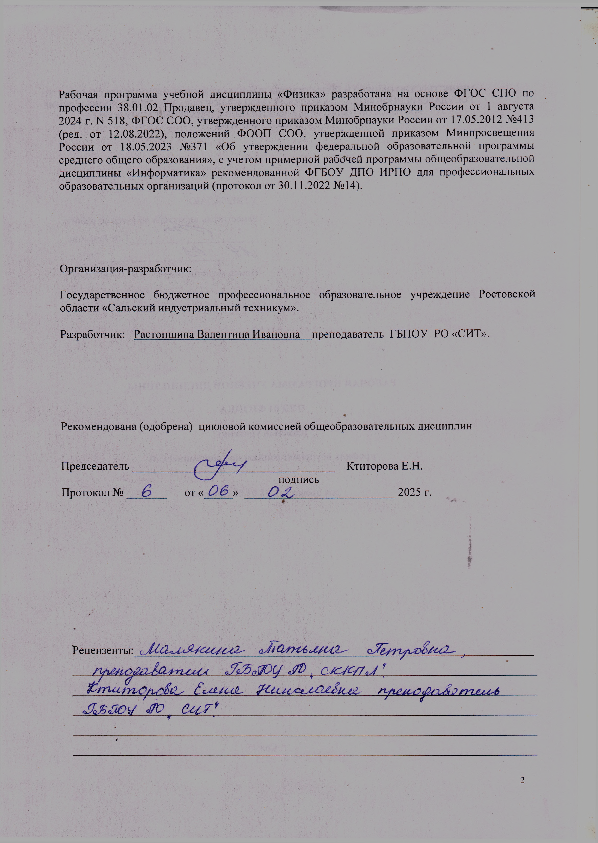 Рабочая программа учебной дисциплины «Физика» разработана на основе ФГОС СПО по
профессии 38.01.02 Продавец, утвержденного приказом Минобрнауки России от 1 августа
2024 г. N 518, ФГОС СОО, утвержденного приказом Минобрнауки России от 17.05.2012 №413
(ред. от 12.08.2022), положений ФООП СОО, утвержденной приказом Минпросвещения
России от 18.05.2023 №371 «Об утверждении федеральной образовательной программы
среднего общего образования», с учетом примерной рабочей программы общеобразовательной
дисциплины «Информатика» рекомендованной ФГБОУ ДПО ИРПО для профессиональных
образовательных организаций (протокол от 30.11.2022 №14).
Организация-разработчик:
Государственное бюджетное профессиональное образовательное учреждение Ростовской
области «Сальский индустриальный техникум».
Разработчик: Растопшина Валентина Ивановна преподаватель ГБПОУ РО «СИТ».
Рекомендована (одобрена) цикловой комиссией общеобразовательных дисциплин
Председатель Ктиторова Е.Н.
подпись
Протокол № 6 от « 06 » 02 2025 г.
Рецензенты: Малякина Татьяна Петровна,
преподаватель ГБПОУ РО „СККПЛ"
Ктиторова Елена Николаевна преподаватель
ГБПОУ РО „СИТ"
2